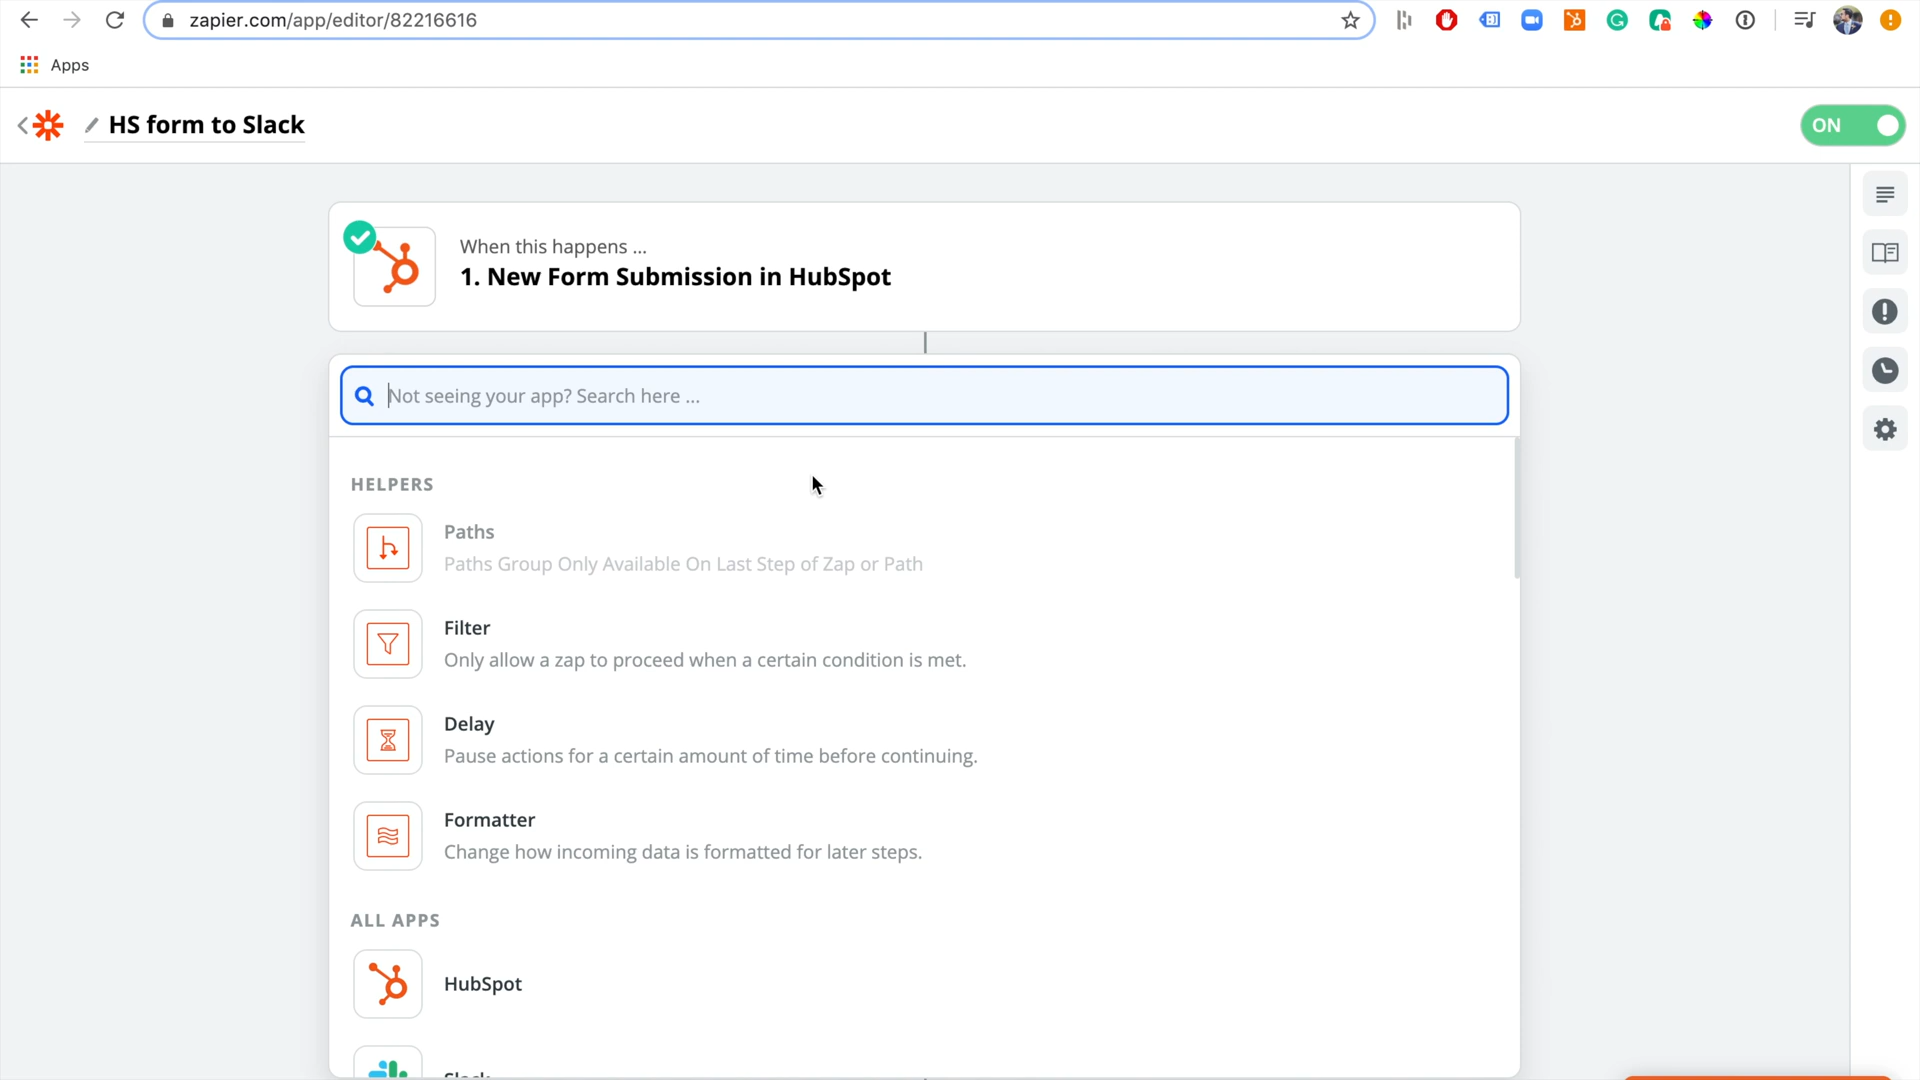 zapier.com/app/editor/82216616
Apps
HS form to Slack
ON
When this happens ...
1. New Form Submission in HubSpot
Not seeing your app? Search here ...
HELPERS
Paths
Paths Group Only Available On Last Step of Zap or Path
Filter
Only allow a zap to proceed when a certain condition is met.
Delay
Pause actions for a certain amount of time before continuing.
Formatter
Change how incoming data is formatted for later steps.
ALL APPS
HubSpot
Slack